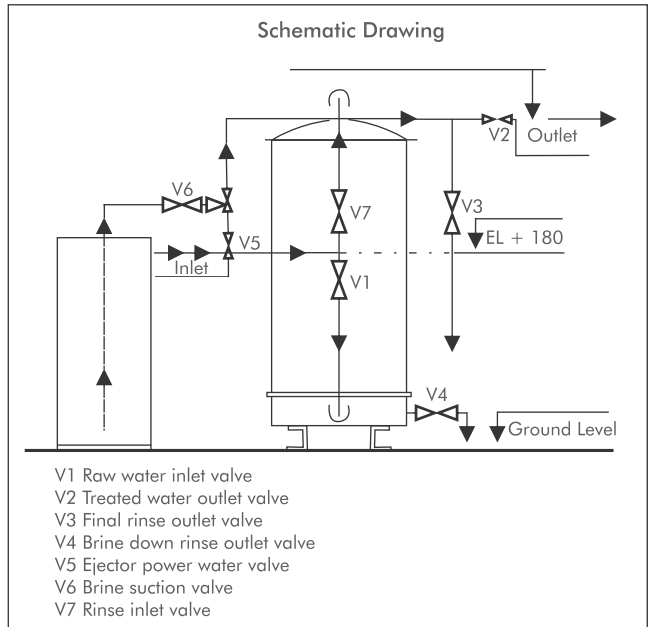 Schematic Drawing
V2 Outlet
V6
V7
V3
V5
EL + 180
Inlet
V1
V4
Ground Level
V1 Raw water inlet valve
V2 Treated water outlet valve
V3 Final rinse outlet valve
V4 Brine down rinse outlet valve
V5 Ejector power water valve
V6 Brine suction valve
V7 Rinse inlet valve